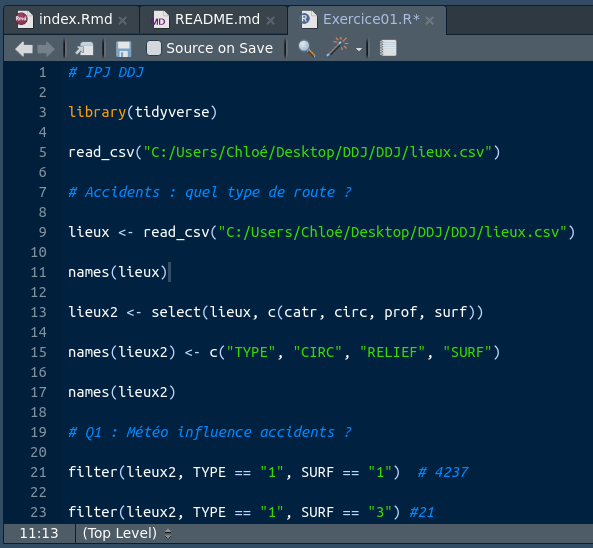 index.Rmd README.md Exercice01.R*
Source on Save
1 # IPJ DDJ
2
3 library(tidyverse)
4
5 read_csv("C:/Users/Chloé/Desktop/DDJ/DDJ/lieux.csv")
6
7 # Accidents : quel type de route ?
8
9 lieux <- read_csv("C:/Users/Chloé/Desktop/DDJ/DDJ/lieux.csv")
10
11 names(lieux)
12
13 lieux2 <- select(lieux, c(catr, circ, prof, surf))
14
15 names(lieux2) <- c("TYPE", "CIRC", "RELIEF", "SURF")
16
17 names(lieux2)
18
19 # Q1 : Météo influence accidents ?
20
21 filter(lieux2, TYPE == "1", SURF == "1")  # 4237
22
23 filter(lieux2, TYPE == "1", SURF == "3") #21
11:13 (Top Level)